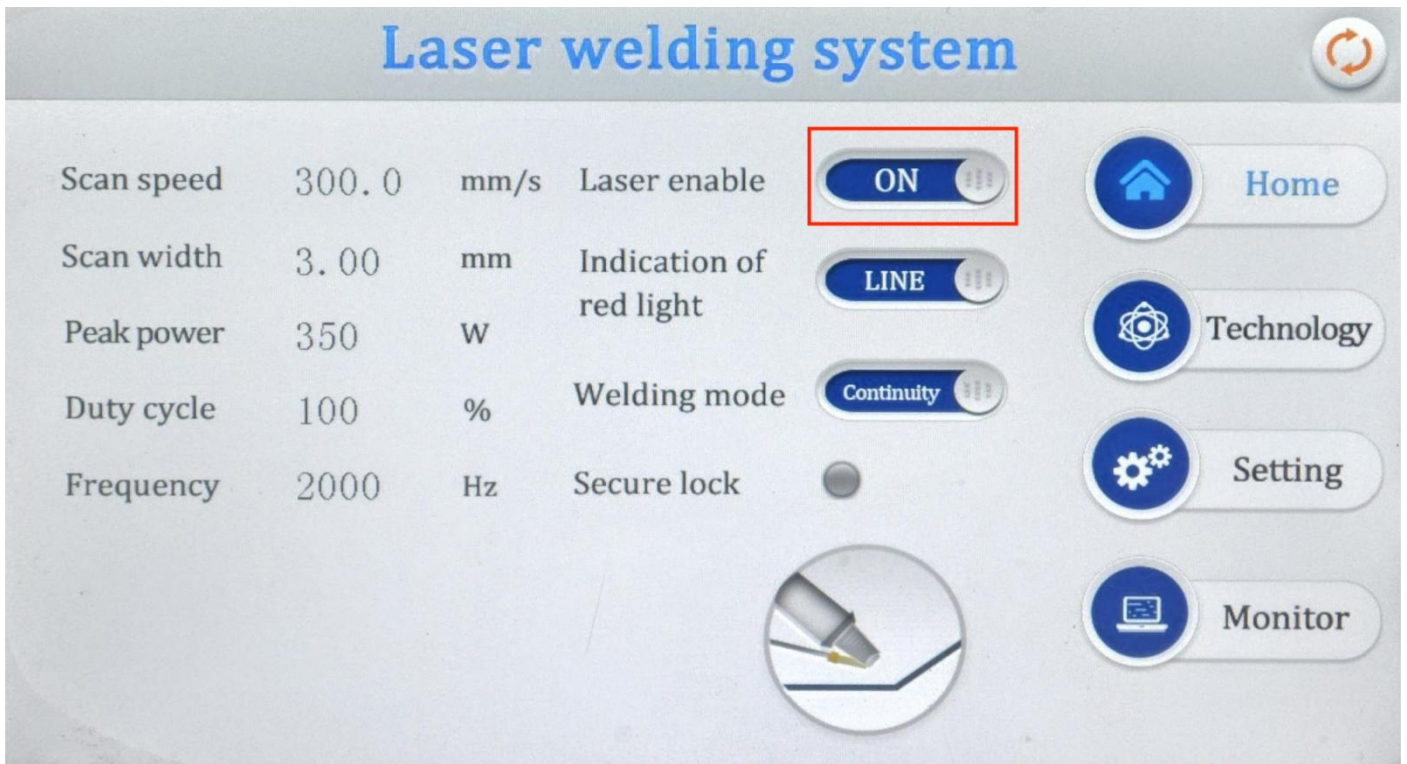 Laser welding system
Scan speed 300.0 mm/s Laser enable ON
Scan width 3.00 mm Indication of red light LINE
Peak power 350 W
Welding mode Continuity
Duty cycle 100 %
Frequency 2000 Hz Secure lock
Home
Technology
Setting
Monitor